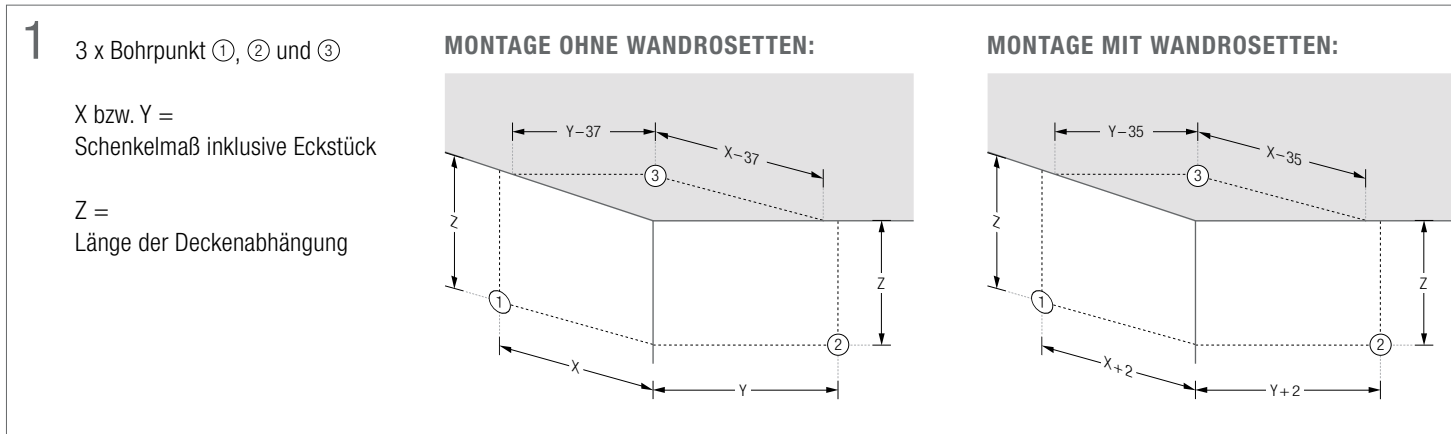 1
3 x Bohrpunkt ①, ② und ③
X bzw. Y =
Schenkelmaß inklusive Eckstück
Z =
Länge der Deckenabhängung
MONTAGE OHNE WANDROSETTEN:
Y–37
X–37
③
Z
Z
①
②
X
Y
MONTAGE MIT WANDROSETTEN:
Y–35
X–35
③
Z
Z
①
②
X+2
Y+2